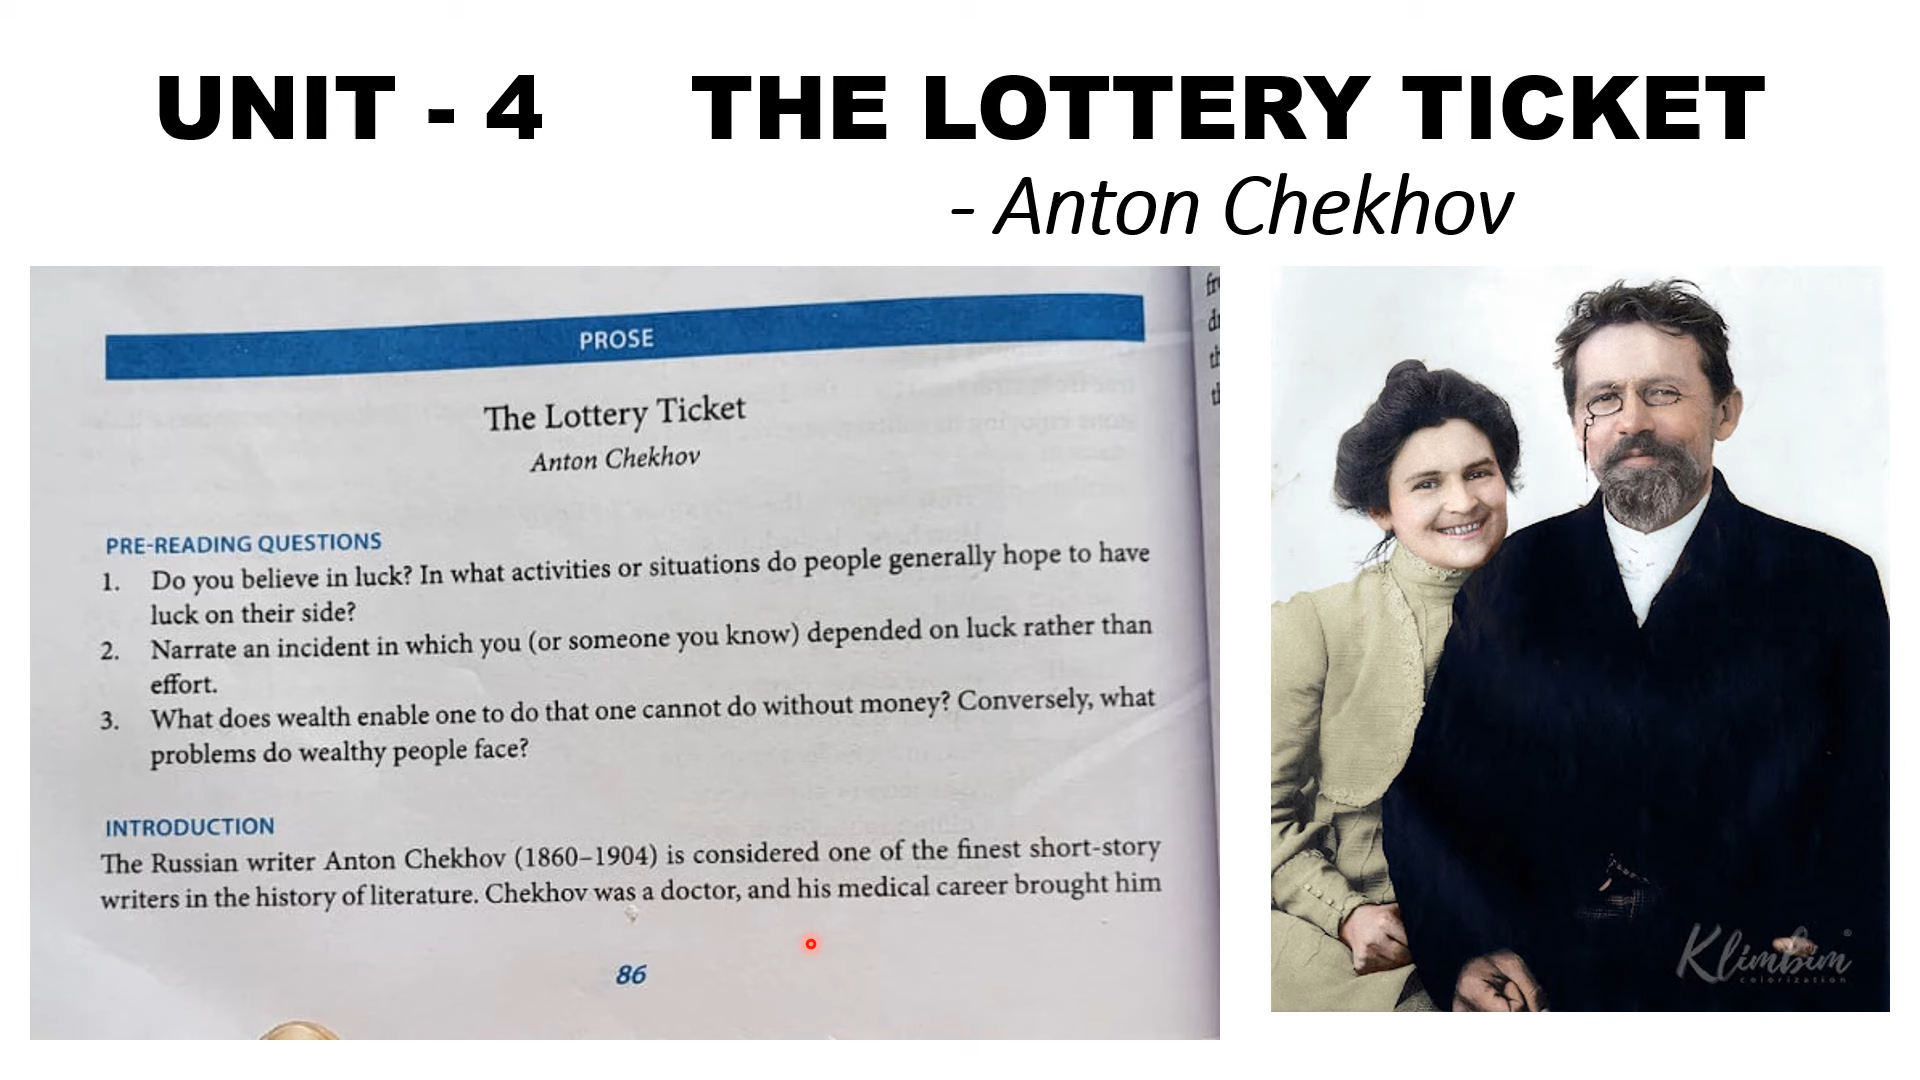 UNIT - 4 THE LOTTERY TICKET
- Anton Chekhov
PROSE
The Lottery Ticket
Anton Chekhov
PRE-READING QUESTIONS
1. Do you believe in luck? In what activities or situations do people generally hope to have
luck on their side?
2. Narrate an incident in which you (or someone you know) depended on luck rather than
effort.
3. What does wealth enable one to do that one cannot do without money? Conversely, what
problems do wealthy people face?
INTRODUCTION
The Russian writer Anton Chekhov (1860–1904) is considered one of the finest short-story
writers in the history of literature. Chekhov was a doctor, and his medical career brought him
86
Klimbim®
colorization